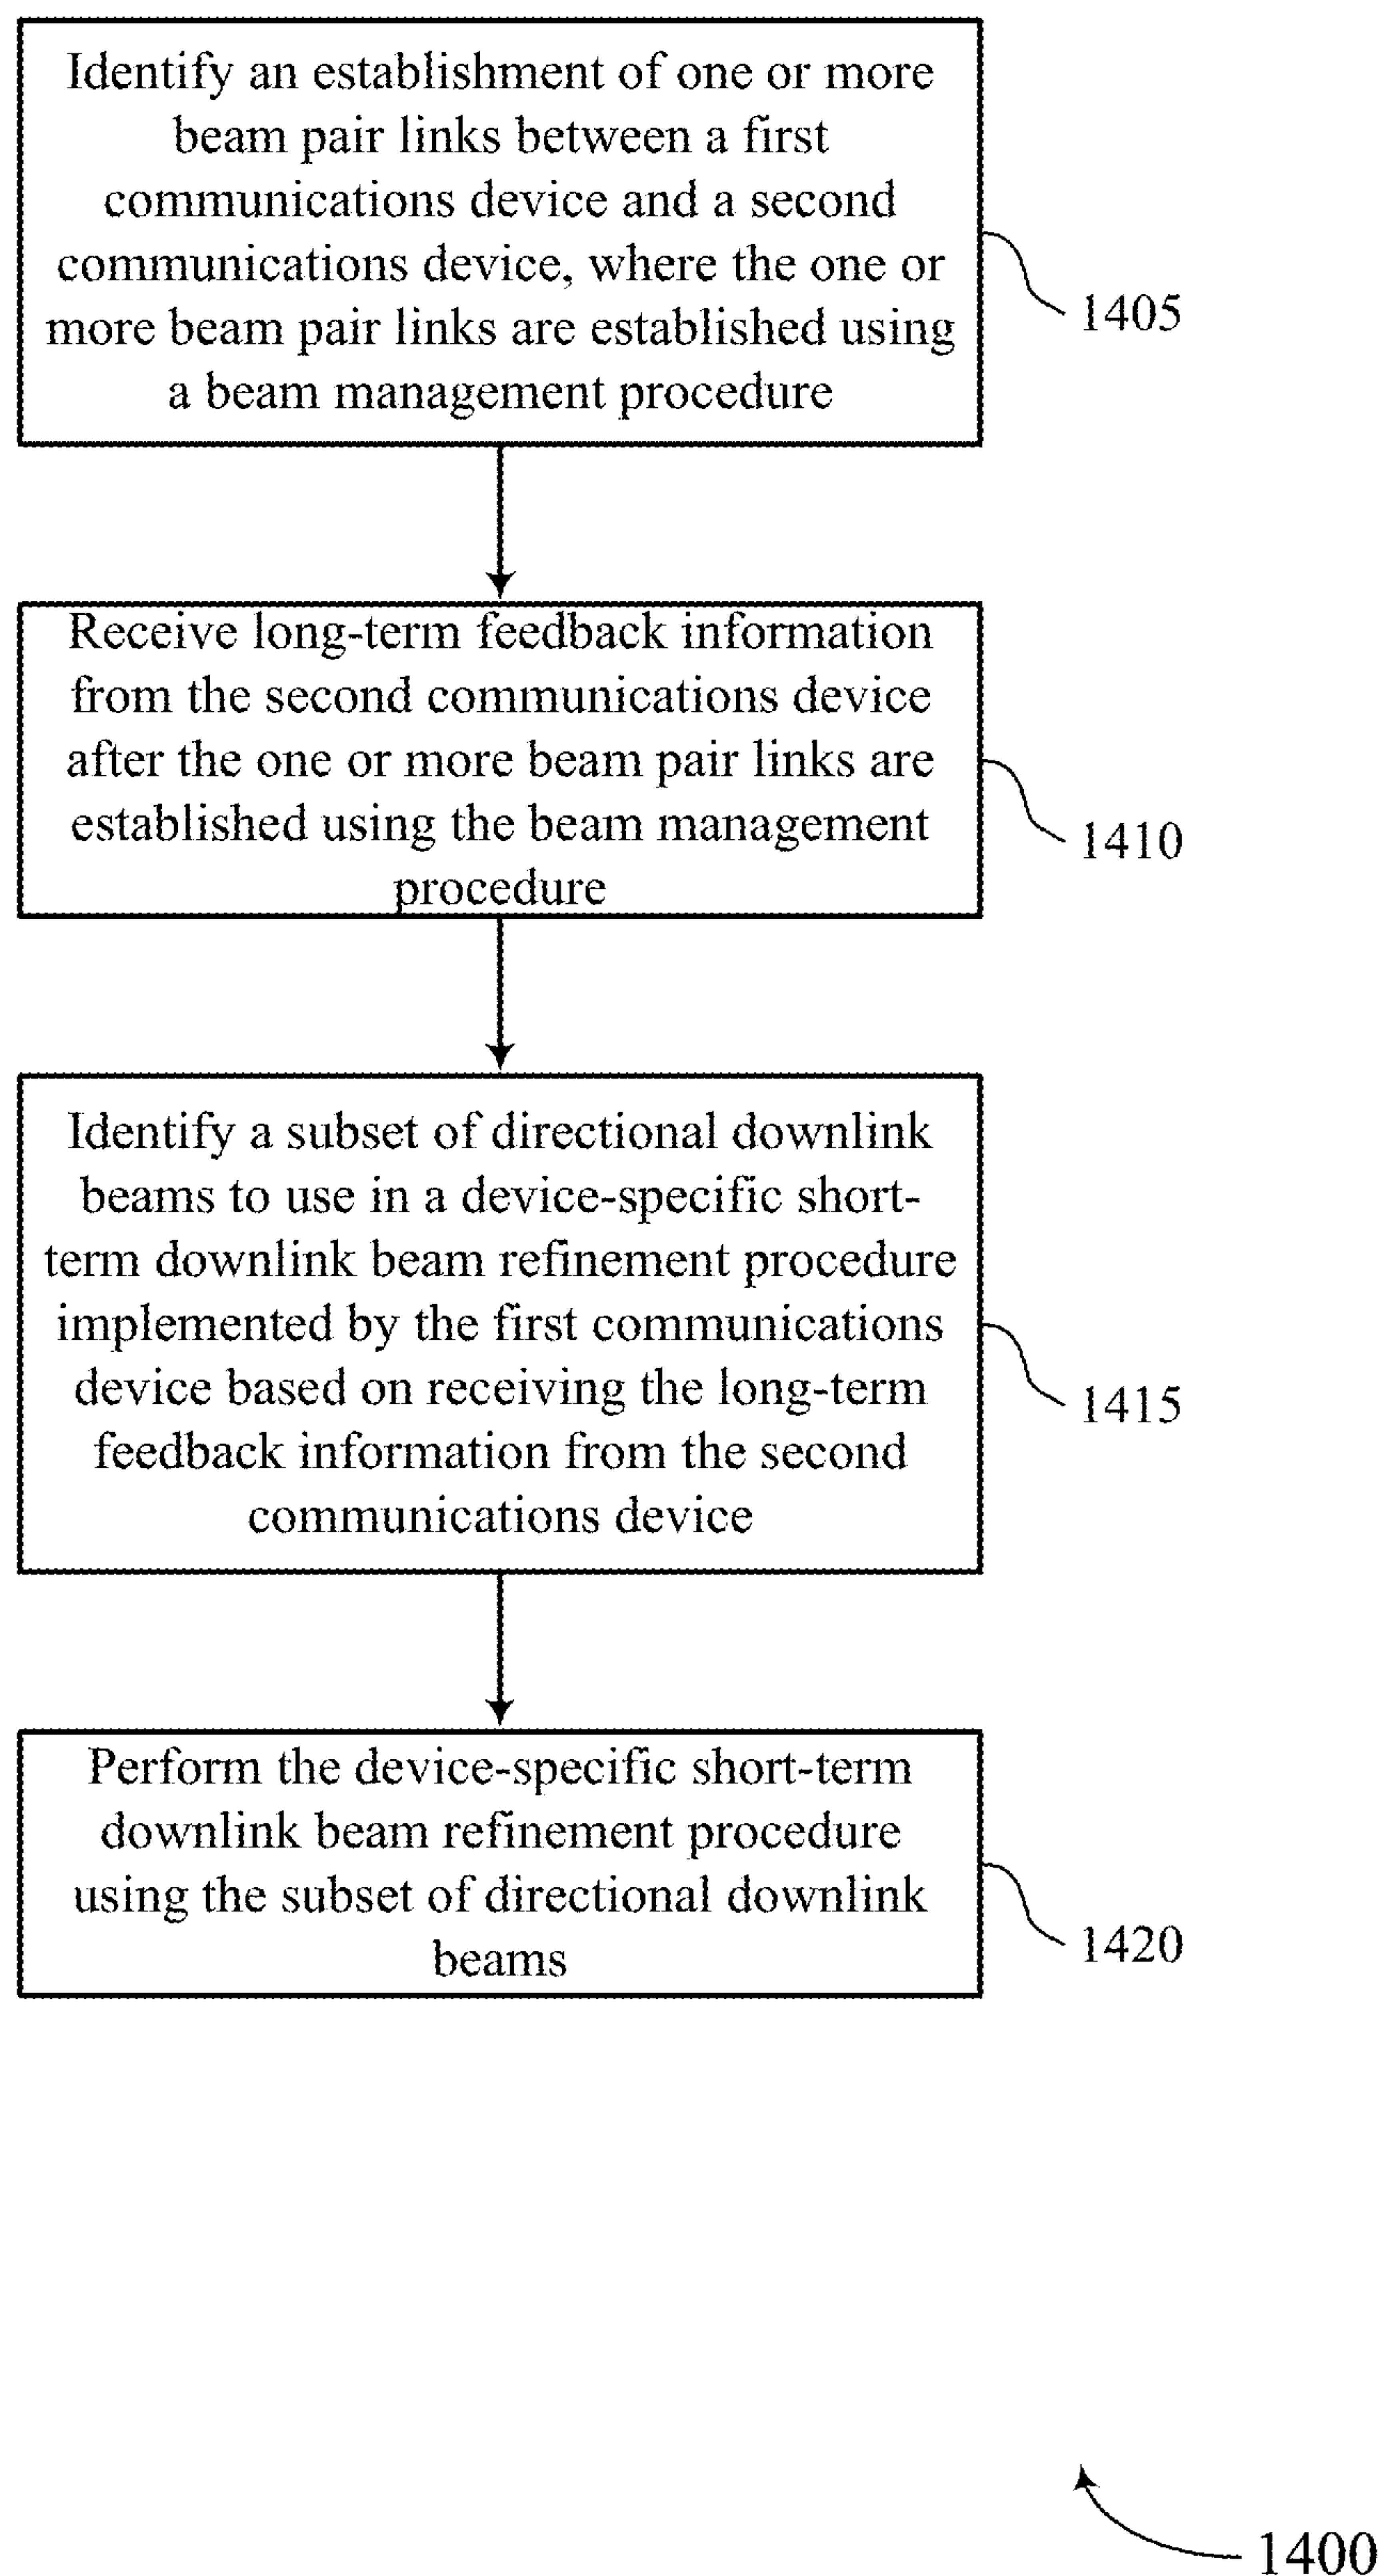 Identify an establishment of one or more
beam pair links between a first
communications device and a second
communications device, where the one or
more beam pair links are established using
a beam management procedure
1405
Receive long-term feedback information
from the second communications device
after the one or more beam pair links are
established using the beam management
procedure
1410
Identify a subset of directional downlink
beams to use in a device-specific short-
term downlink beam refinement procedure
implemented by the first communications
device based on receiving the long-term
feedback information from the second
communications device
1415
Perform the device-specific short-term
downlink beam refinement procedure
using the subset of directional downlink
beams
1420
1400